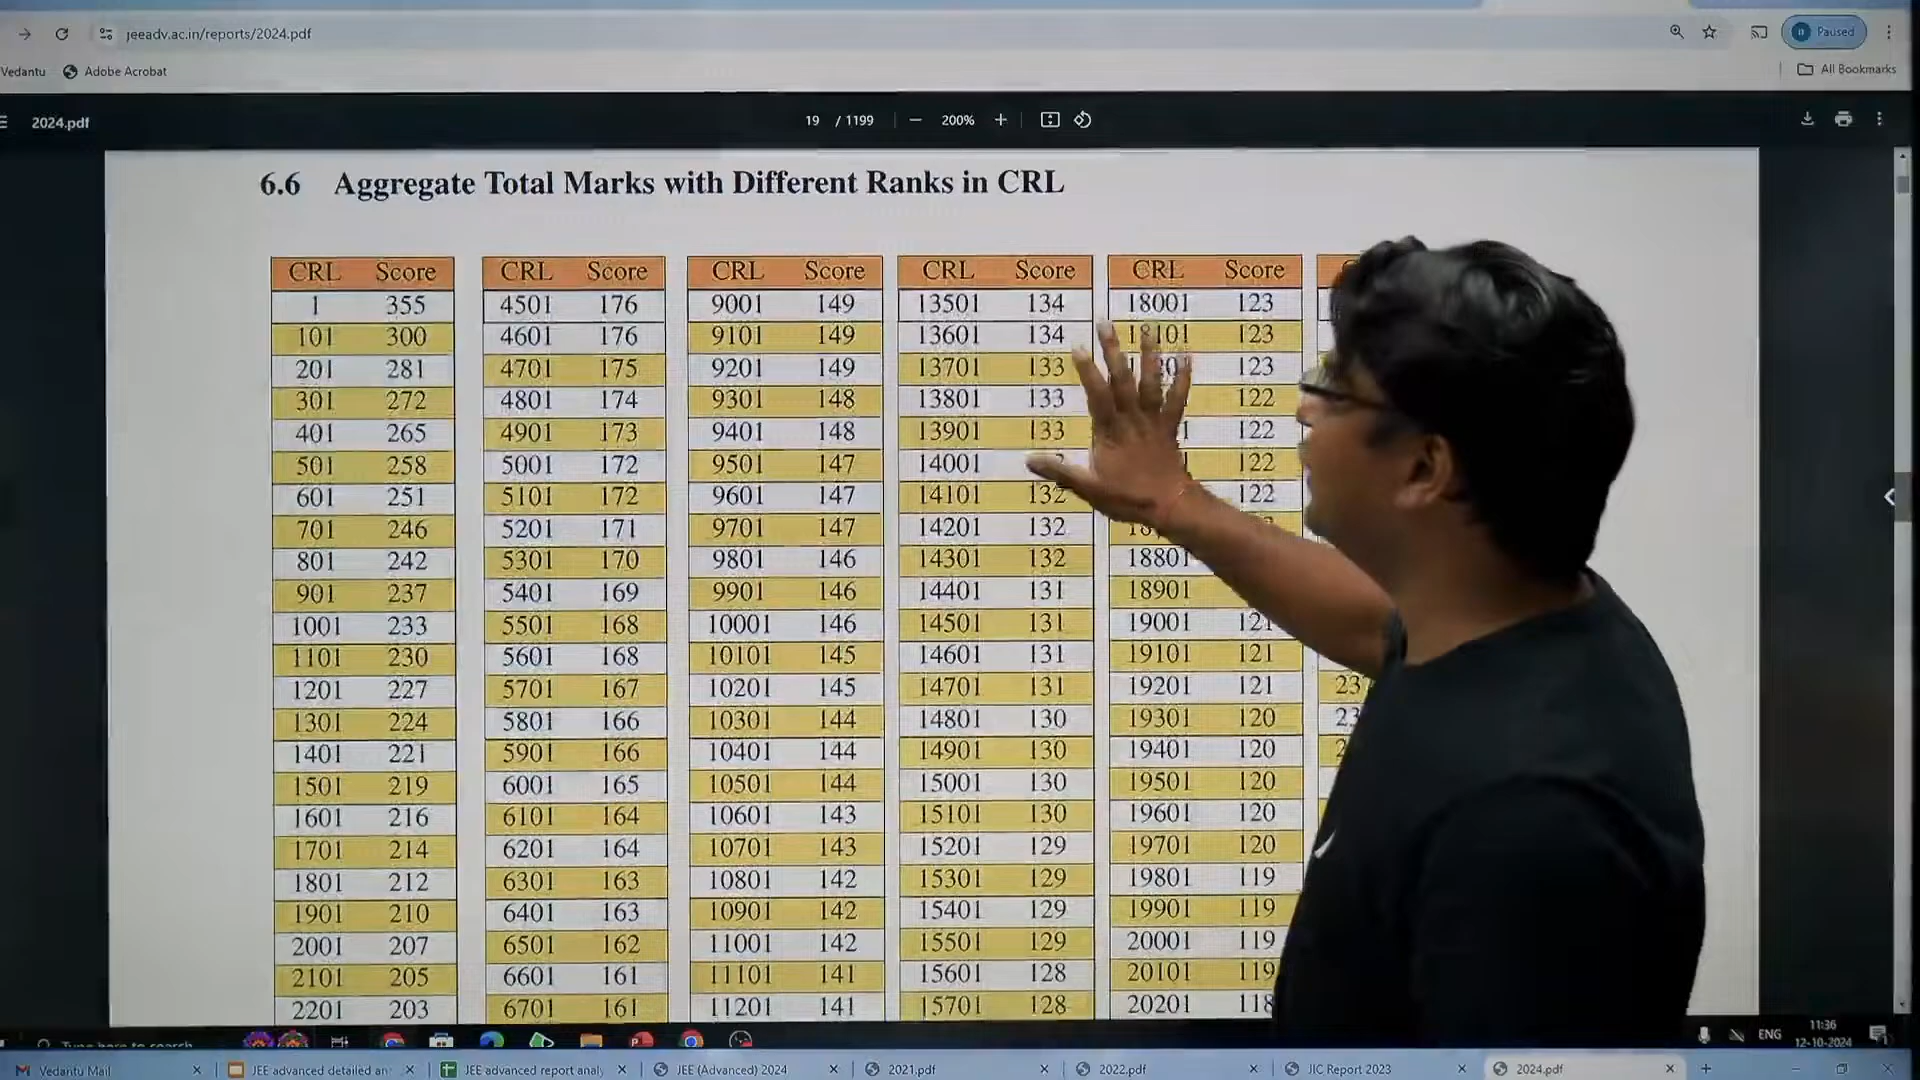 jeeadv.ac.in/reports/2024.pdf
Paused
Vedantu
Adobe Acrobat
All Bookmarks
2024.pdf
19 / 1199
200%
6.6 Aggregate Total Marks with Different Ranks in CRL
CRL Score CRL Score CRL Score CRL Score CRL Score
1 355 4501 176 9001 149 13501 134 18001 123
101 300 4601 176 9101 149 13601 134 18101 123
201 281 4701 175 9201 149 13701 133 123
301 272 4801 174 9301 148 13801 133 122
401 265 4901 173 9401 148 13901 133 122
501 258 5001 172 9501 147 14001 122
601 251 5101 172 9601 147 14101 132 122
701 246 5201 171 9701 147 14201 132
801 242 5301 170 9801 146 14301 132 18801
901 237 5401 169 9901 146 14401 131 18901
1001 233 5501 168 10001 146 14501 131 19001 121
1101 230 5601 168 10101 145 14601 131 19101 121
1201 227 5701 167 10201 145 14701 131 19201 121
1301 224 5801 166 10301 144 14801 130 19301 120
1401 221 5901 166 10401 144 14901 130 19401 120
1501 219 6001 165 10501 144 15001 130 19501 120
1601 216 6101 164 10601 143 15101 130 19601 120
1701 214 6201 164 10701 143 15201 129 19701 120
1801 212 6301 163 10801 142 15301 129 19801 119
1901 210 6401 163 10901 142 15401 129 19901 119
2001 207 6501 162 11001 142 15501 129 20001 119
2101 205 6601 161 11101 141 15601 128 20101 119
2201 203 6701 161 11201 141 15701 128 20201 118
Type here to search
ENG
11:36
12-10-2024
Vedantu Mail
JEE advanced detailed an
JEE advanced report analy
JEE (Advanced) 2024
2021.pdf
2022.pdf
JIC Report 2023
2024.pdf